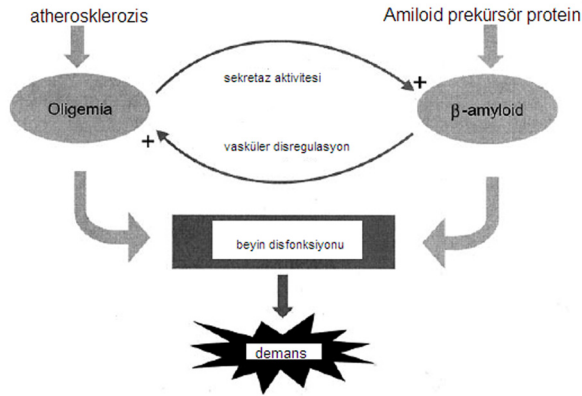 atherosklerozis
Amiloid prekürsör protein
sekretaz aktivitesi
+
Oligemia
β-amyloid
+
vasküler disregulasyon
beyin disfonksiyonu
demans